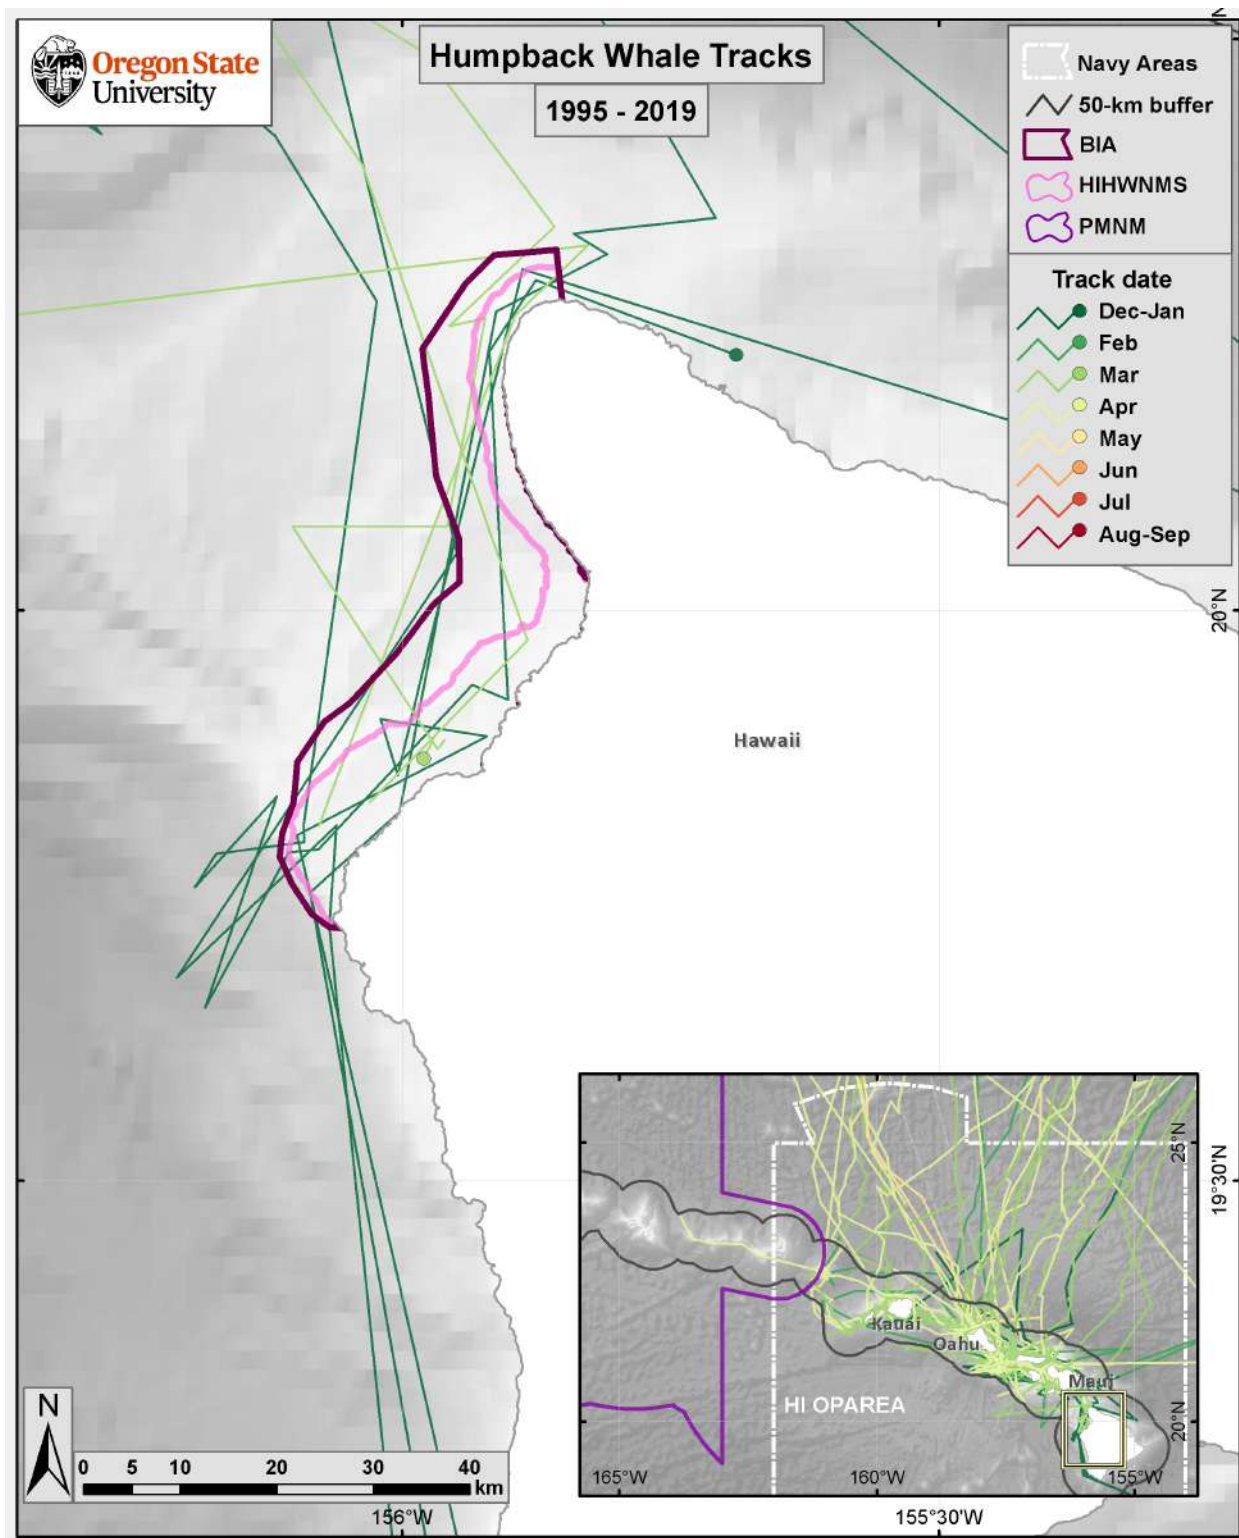 Oregon State
University
Humpback Whale Tracks
1995 - 2019
Navy Areas
50-km buffer
BIA
HIHWNMS
PMNM
Track date
Dec-Jan
Feb
Mar
Apr
May
Jun
Jul
Aug-Sep
20°N
Hawaii
25°N
19°30'N
Kauai
Oahu
Maui
HI OPAREA
20°N
165°W
160°W
155°W
N
0 5 10 20 30 40
km
156°W
155°30'W